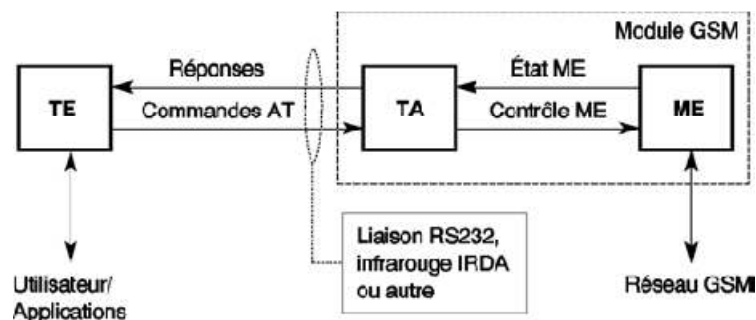 Module GSM
Réponses
État ME
TE
TA
ME
Commandes AT
Contrôle ME
Liaison RS232,
infrarouge IRDA
ou autre
Utilisateur/
Applications
Réseau GSM